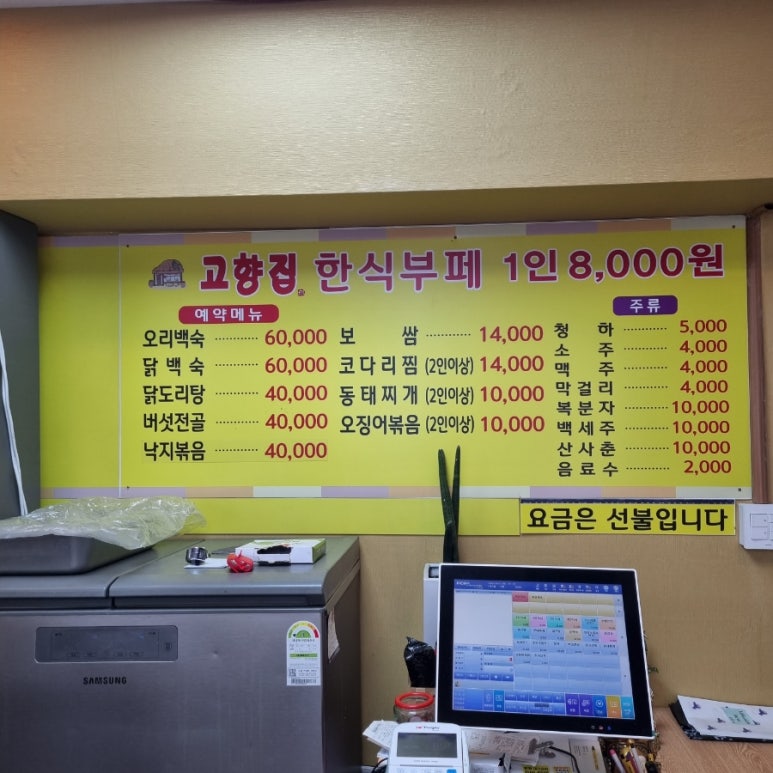 고향집 한식부페 1인 8,000원
예약메뉴
오리백숙 ·········· 60,000
닭백숙 ·········· 60,000
닭도리탕 ·········· 40,000
버섯전골 ·········· 40,000
낙지볶음 ·········· 40,000
보쌈 ·········· 14,000
코다리찜 (2인이상) 14,000
동태찌개 (2인이상) 10,000
오징어볶음 (2인이상) 10,000
주류
청하 ·········· 5,000
소주 ·········· 4,000
맥주 ·········· 4,000
막걸리 ·········· 4,000
복분자 ·········· 10,000
백세주 ·········· 10,000
산사춘 ·········· 10,000
음료수 ·········· 2,000
요금은 선불입니다
SAMSUNG